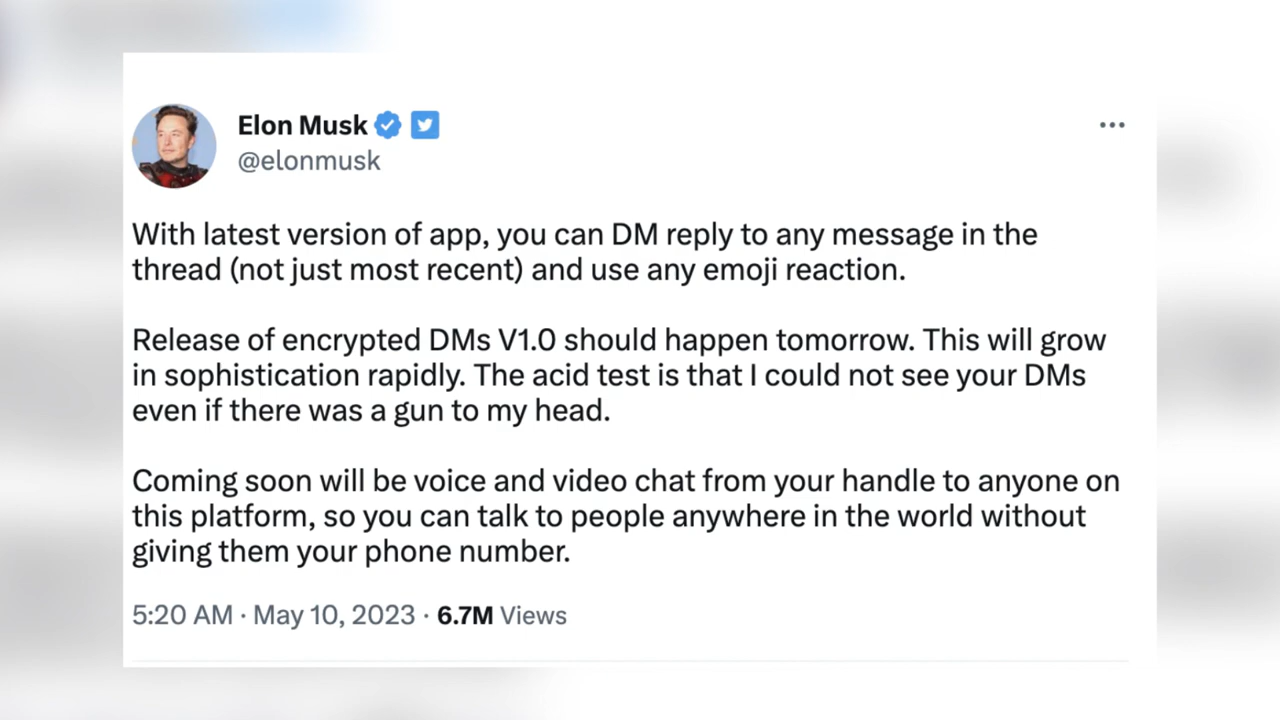 Elon Musk
@elonmusk
With latest version of app, you can DM reply to any message in the
thread (not just most recent) and use any emoji reaction.
Release of encrypted DMs V1.0 should happen tomorrow. This will grow
in sophistication rapidly. The acid test is that I could not see your DMs
even if there was a gun to my head.
Coming soon will be voice and video chat from your handle to anyone on
this platform, so you can talk to people anywhere in the world without
giving them your phone number.
5:20 AM · May 10, 2023 · 6.7M Views